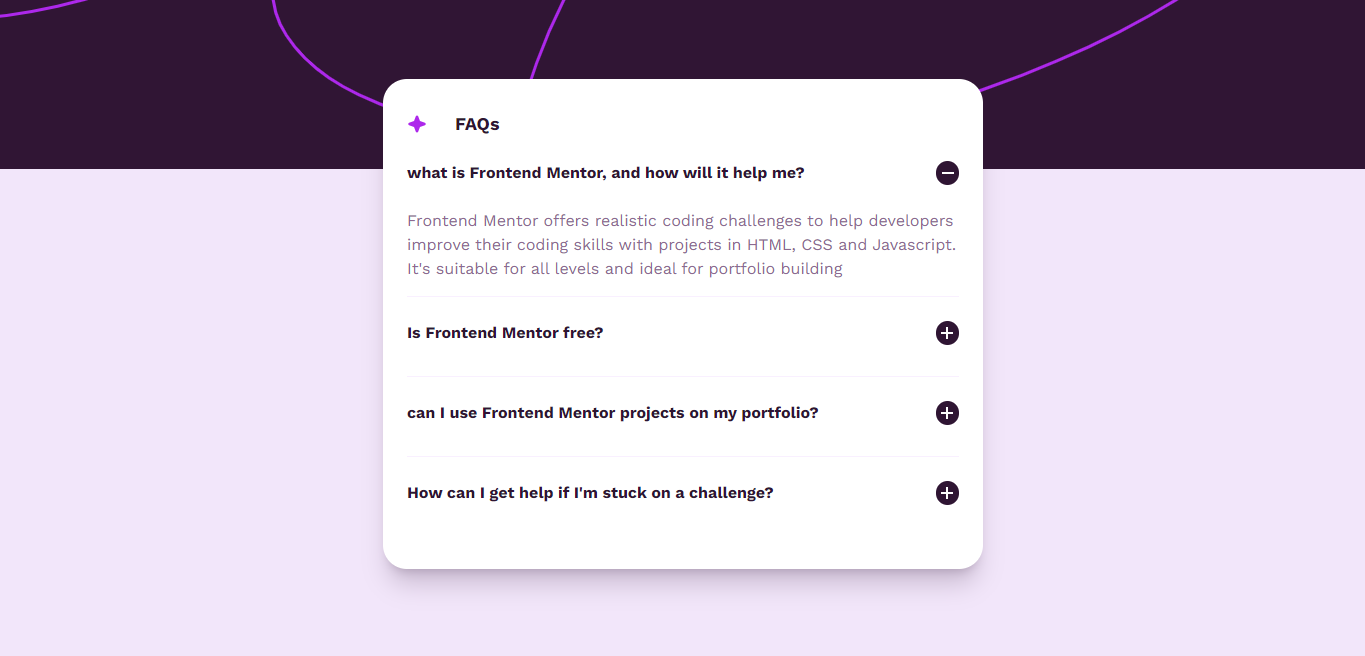 FAQs
what is Frontend Mentor, and how will it help me?
Frontend Mentor offers realistic coding challenges to help developers
improve their coding skills with projects in HTML, CSS and Javascript.
It's suitable for all levels and ideal for portfolio building
Is Frontend Mentor free?
can I use Frontend Mentor projects on my portfolio?
How can I get help if I'm stuck on a challenge?